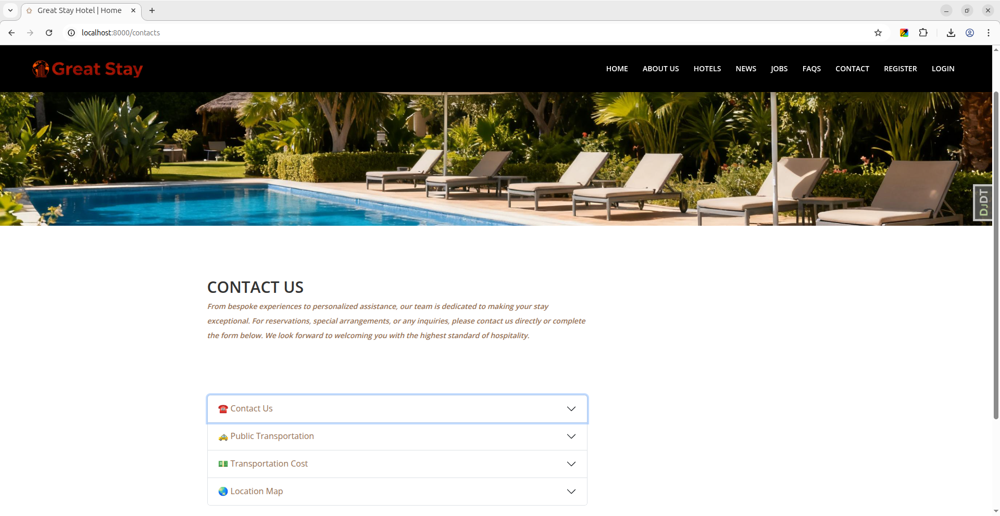 Great Stay Hotel | Home
localhost:8000/contacts
Great Stay
HOME ABOUT US HOTELS NEWS JOBS FAQS CONTACT REGISTER LOGIN
DJDT
CONTACT US
From bespoke experiences to personalized assistance, our team is dedicated to making your stay
exceptional. For reservations, special arrangements, or any inquiries, please contact us directly or complete
the form below. We look forward to welcoming you with the highest standard of hospitality.
Contact Us
Public Transportation
Transportation Cost
Location Map